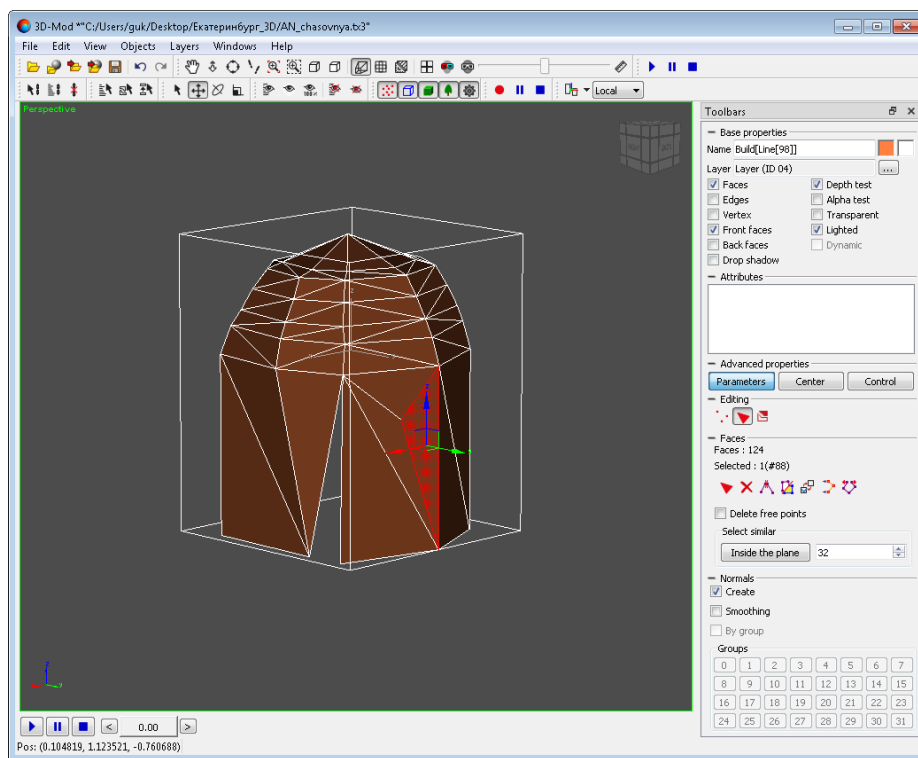 3D-Mod *"C:/Users/guk/Desktop/Екатеринбург_3D/AN_chasovnya.tx3"
File Edit View Objects Layers Windows Help
Local
Perspective
Toolbars
Base properties
Name Build[Line[98]]
Layer Layer (ID 04) ...
Faces Depth test
Edges Alpha test
Vertex Transparent
Front faces Lighted
Back faces Dynamic
Drop shadow
Attributes
Advanced properties
Parameters Center Control
Editing
Faces
Faces : 124
Selected : 1(#88)
Delete free points
Select similar
Inside the plane 32
Normals
Create
Smoothing
By group
Groups
0 1 2 3 4 5 6 7
8 9 10 11 12 13 14 15
16 17 18 19 20 21 22 23
24 25 26 27 28 29 30 31
< 0.00 >
Pos: (0.104819, 1.123521, -0.760688)